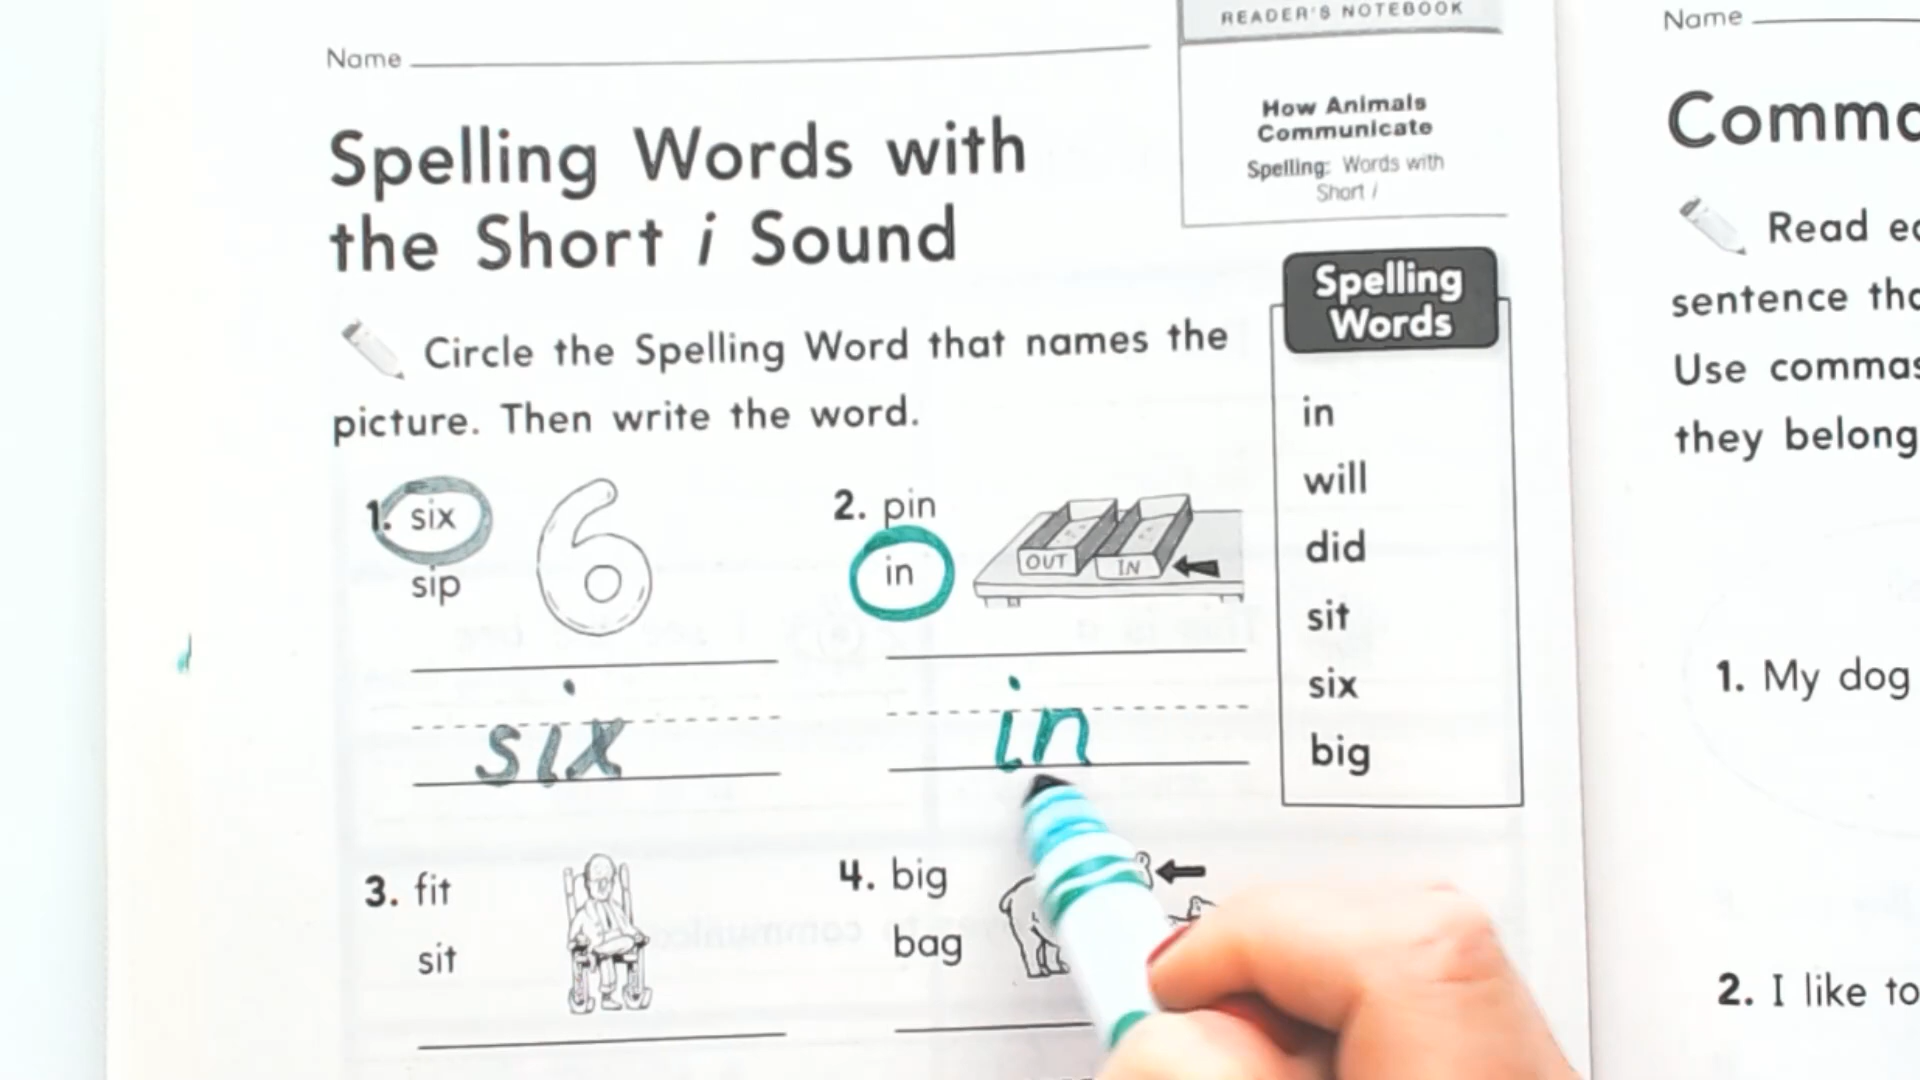 READER'S NOTEBOOK
Name
How Animals
Communicate
Spelling: Words with
Short i
Spelling Words with
the Short i Sound
Circle the Spelling Word that names the
picture. Then write the word.
1. six
sip
six
2. pin
in
OUT
IN
in
3. fit
sit
4. big
bag
Spelling
Words
in
will
did
sit
six
big
Name
Read
sentence
Use commas
they belong
1. My dog
2. I like to